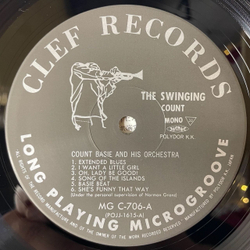 CLEF RECORDS
THE SWINGING
COUNT
MONO
POLYDOR K.K.
COUNT BASIE AND HIS ORCHESTRA
1. EXTENDED BLUES
2. I WANT A LITTLE GIRL
3. OH, LADY BE GOOD!
4. SONG OF THE ISLANDS
5. BASIE BEAT
6. SHE'S FUNNY THAT WAY
(Under the personal supervision of Norman Granz)
MG C-706-A
(POJJ-1615-A)
LONG PLAYING MICROGROOVE